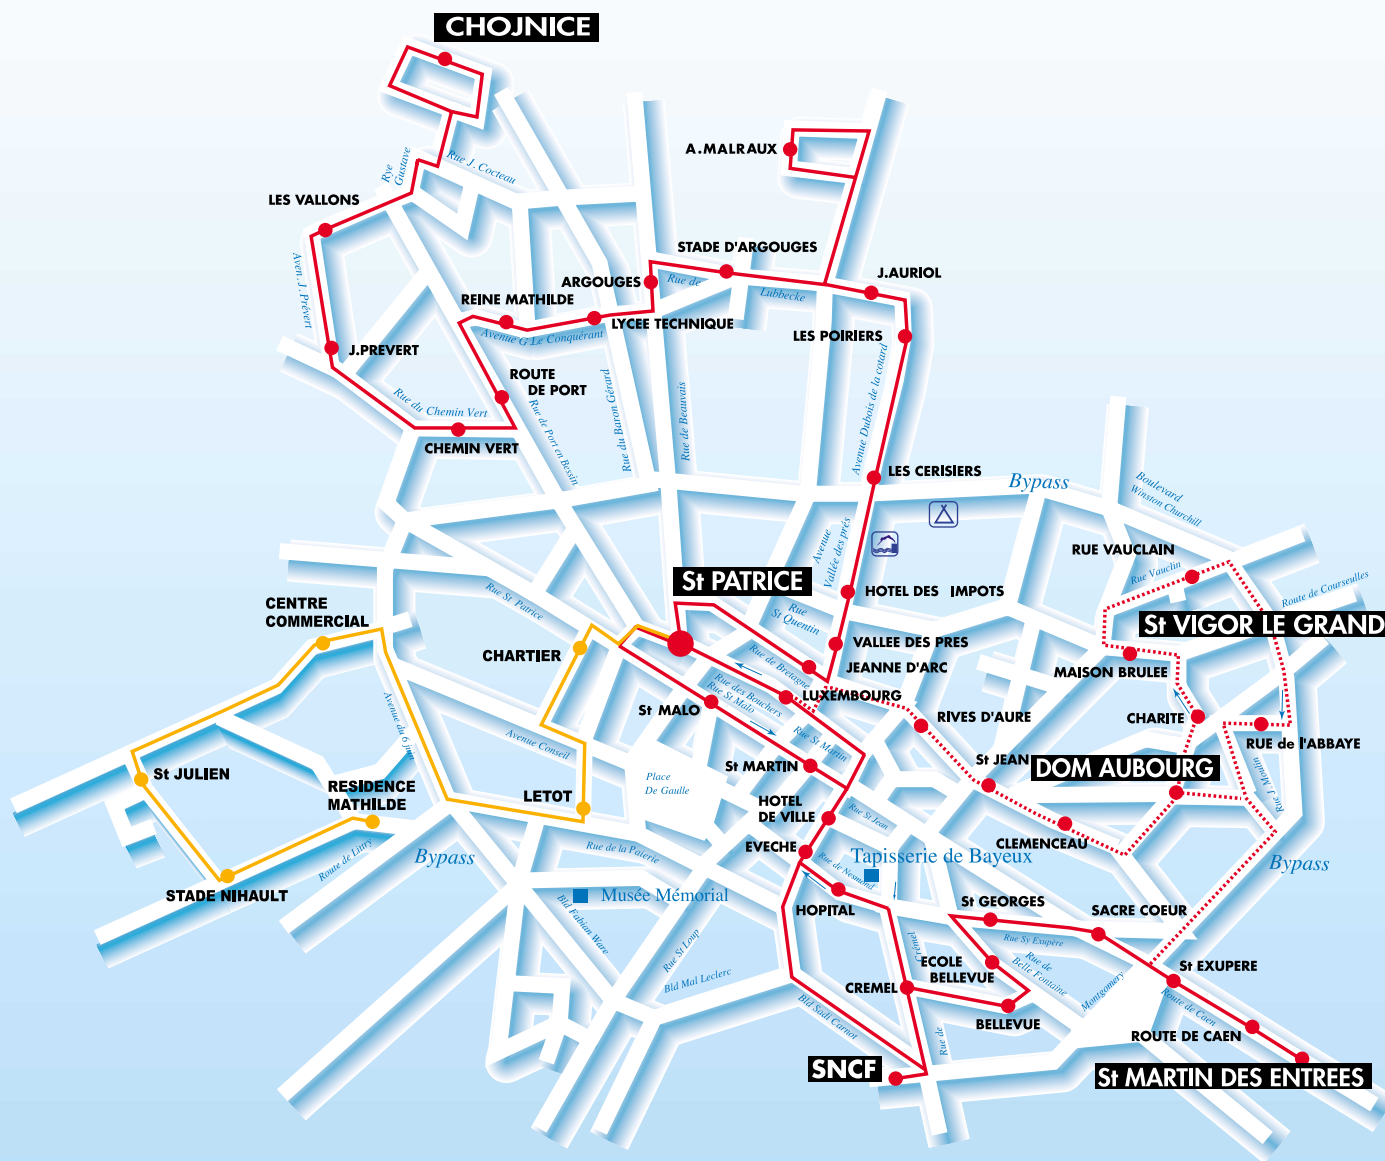 CHOJNICE
A.MALRAUX
Rye
Gustave
Rue J. Cocteau
LES VALLONS
STADE D'ARGOUGES
ARGOUGES
Rue de
Lubbecke
J.AURIOL
Aven. J. Prévert
REINE MATHILDE
LYCEE TECHNIQUE
Avenue G Le Conquérant
LES POIRIERS
J.PREVERT
ROUTE
DE PORT
Rue du Chemin Vert
CHEMIN VERT
Rue de Port en Bessin
Rue du Baron Gérard
Rue de Beauvais
Avenue Dubois de la cotard
LES CERISIERS
Bypass
Boulevard
Winston Churchill
Avenue
Vallée des prés
RUE VAUCLAIN
Rue Vauclin
Route de Courseulles
St PATRICE
HOTEL DES IMPOTS
Rue St Patrice
CENTRE
COMMERCIAL
Rue
St Quentin
St VIGOR LE GRAND
CHARTIER
VALLEE DES PRES
Rue de Bretagne
JEANNE D'ARC
MAISON BRULEE
LUXEMBOURG
Rue des Bouchers
Rue St Malo
St MALO
RIVES D'AURE
CHARITE
Avenue du 6 juin
Avenue Conseil
Rue St Martin
RUE de l'ABBAYE
St MARTIN
St JEAN
DOM AUBOURG
St JULIEN
Place
De Gaulle
RESIDENCE
MATHILDE
LETOT
HOTEL
DE VILLE
Rue St Jean
Rue J. Moulin
CLEMENCEAU
EVECHE
Route de Littry
Bypass
Rue de la Paterie
Rue de Nesmond
Tapisserie de Bayeux
Bypass
STADE NIHAULT
Musée Mémorial
HOPITAL
St GEORGES
SACRE COEUR
Bld Fabian Ware
Rue St Loup
Crémel
Rue Sy Exupère
ECOLE
BELLEVUE
Rue de
Belle Fontaine
St EXUPERE
Bld Mal Leclerc
CREMEL
Montgomery
Route de Caen
Bld Sadi Carnot
BELLEVUE
Rue de
ROUTE DE CAEN
SNCF
St MARTIN DES ENTREES